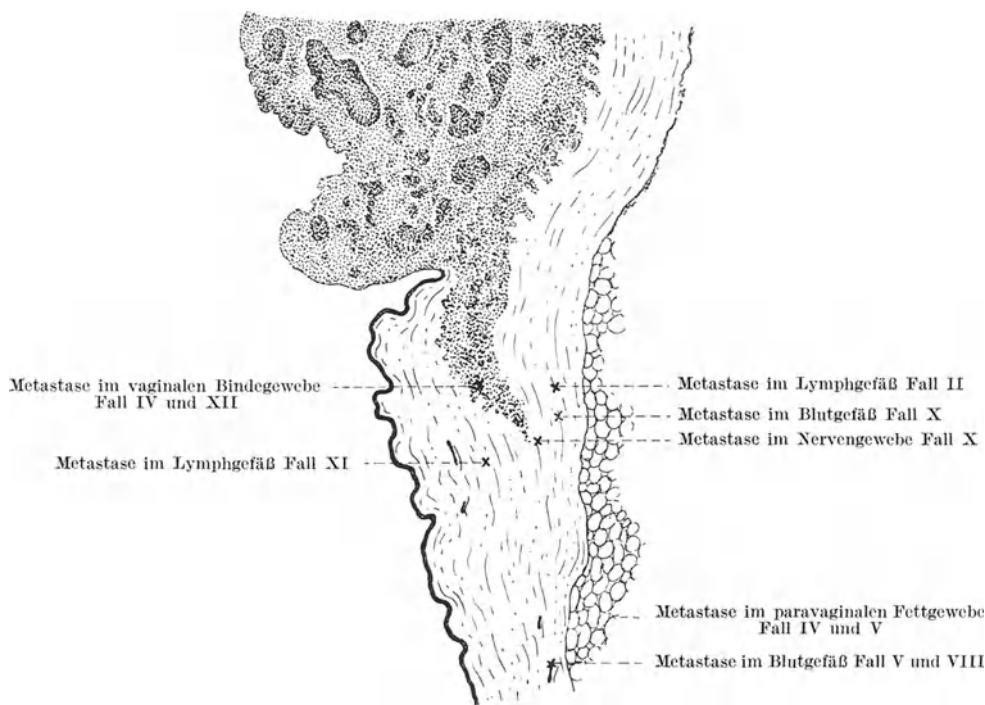 Metastase im vaginalen Bindegewebe
Fall IV und XII
Metastase im Lymphgefäß Fall XI
Metastase im Lymphgefäß Fall II
Metastase im Blutgefäß Fall X
Metastase im Nervengewebe Fall X
Metastase im paravaginalen Fettgewebe
Fall IV und V
Metastase im Blutgefäß Fall V und VIII